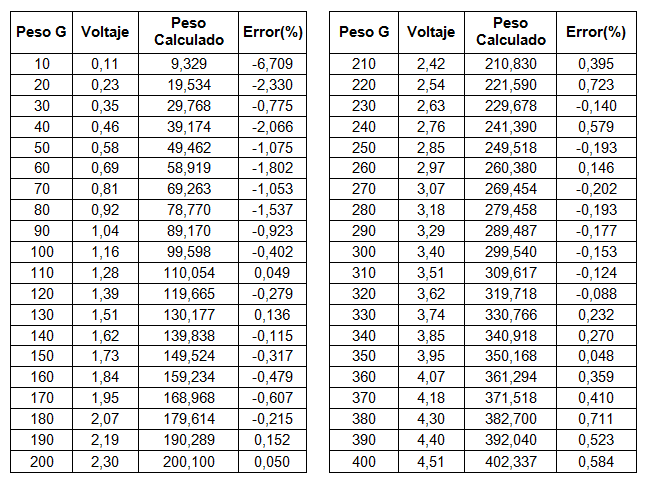 Peso G Voltaje Peso Calculado Error(%)
10 0,11 9,329 -6,709
20 0,23 19,534 -2,330
30 0,35 29,768 -0,775
40 0,46 39,174 -2,066
50 0,58 49,462 -1,075
60 0,69 58,919 -1,802
70 0,81 69,263 -1,053
80 0,92 78,770 -1,537
90 1,04 89,170 -0,923
100 1,16 99,598 -0,402
110 1,28 110,054 0,049
120 1,39 119,665 -0,279
130 1,51 130,177 0,136
140 1,62 139,838 -0,115
150 1,73 149,524 -0,317
160 1,84 159,234 -0,479
170 1,95 168,968 -0,607
180 2,07 179,614 -0,215
190 2,19 190,289 0,152
200 2,30 200,100 0,050
Peso G Voltaje Peso Calculado Error(%)
210 2,42 210,830 0,395
220 2,54 221,590 0,723
230 2,63 229,678 -0,140
240 2,76 241,390 0,579
250 2,85 249,518 -0,193
260 2,97 260,380 0,146
270 3,07 269,454 -0,202
280 3,18 279,458 -0,193
290 3,29 289,487 -0,177
300 3,40 299,540 -0,153
310 3,51 309,617 -0,124
320 3,62 319,718 -0,088
330 3,74 330,766 0,232
340 3,85 340,918 0,270
350 3,95 350,168 0,048
360 4,07 361,294 0,359
370 4,18 371,518 0,410
380 4,30 382,700 0,711
390 4,40 392,040 0,523
400 4,51 402,337 0,584